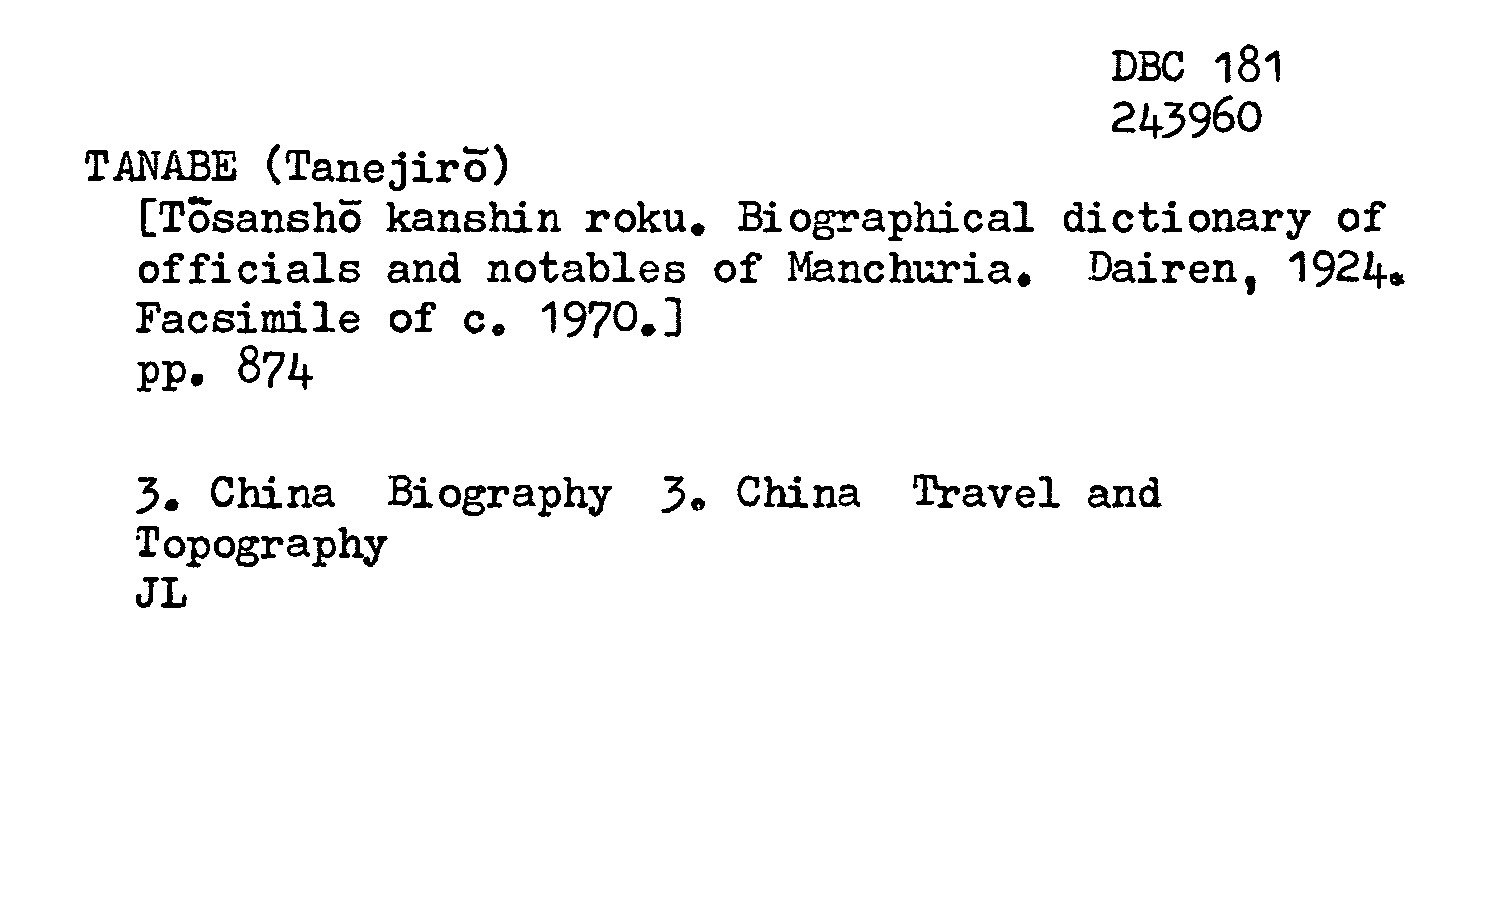 DBC 181
243960
TANABE (Tanejirō)
[Tōsanshō kanshin roku. Biographical dictionary of
officials and notables of Manchuria. Dairen, 1924.
Facsimile of c. 1970.]
pp. 874
3. China Biography 3. China Travel and
Topography
JL